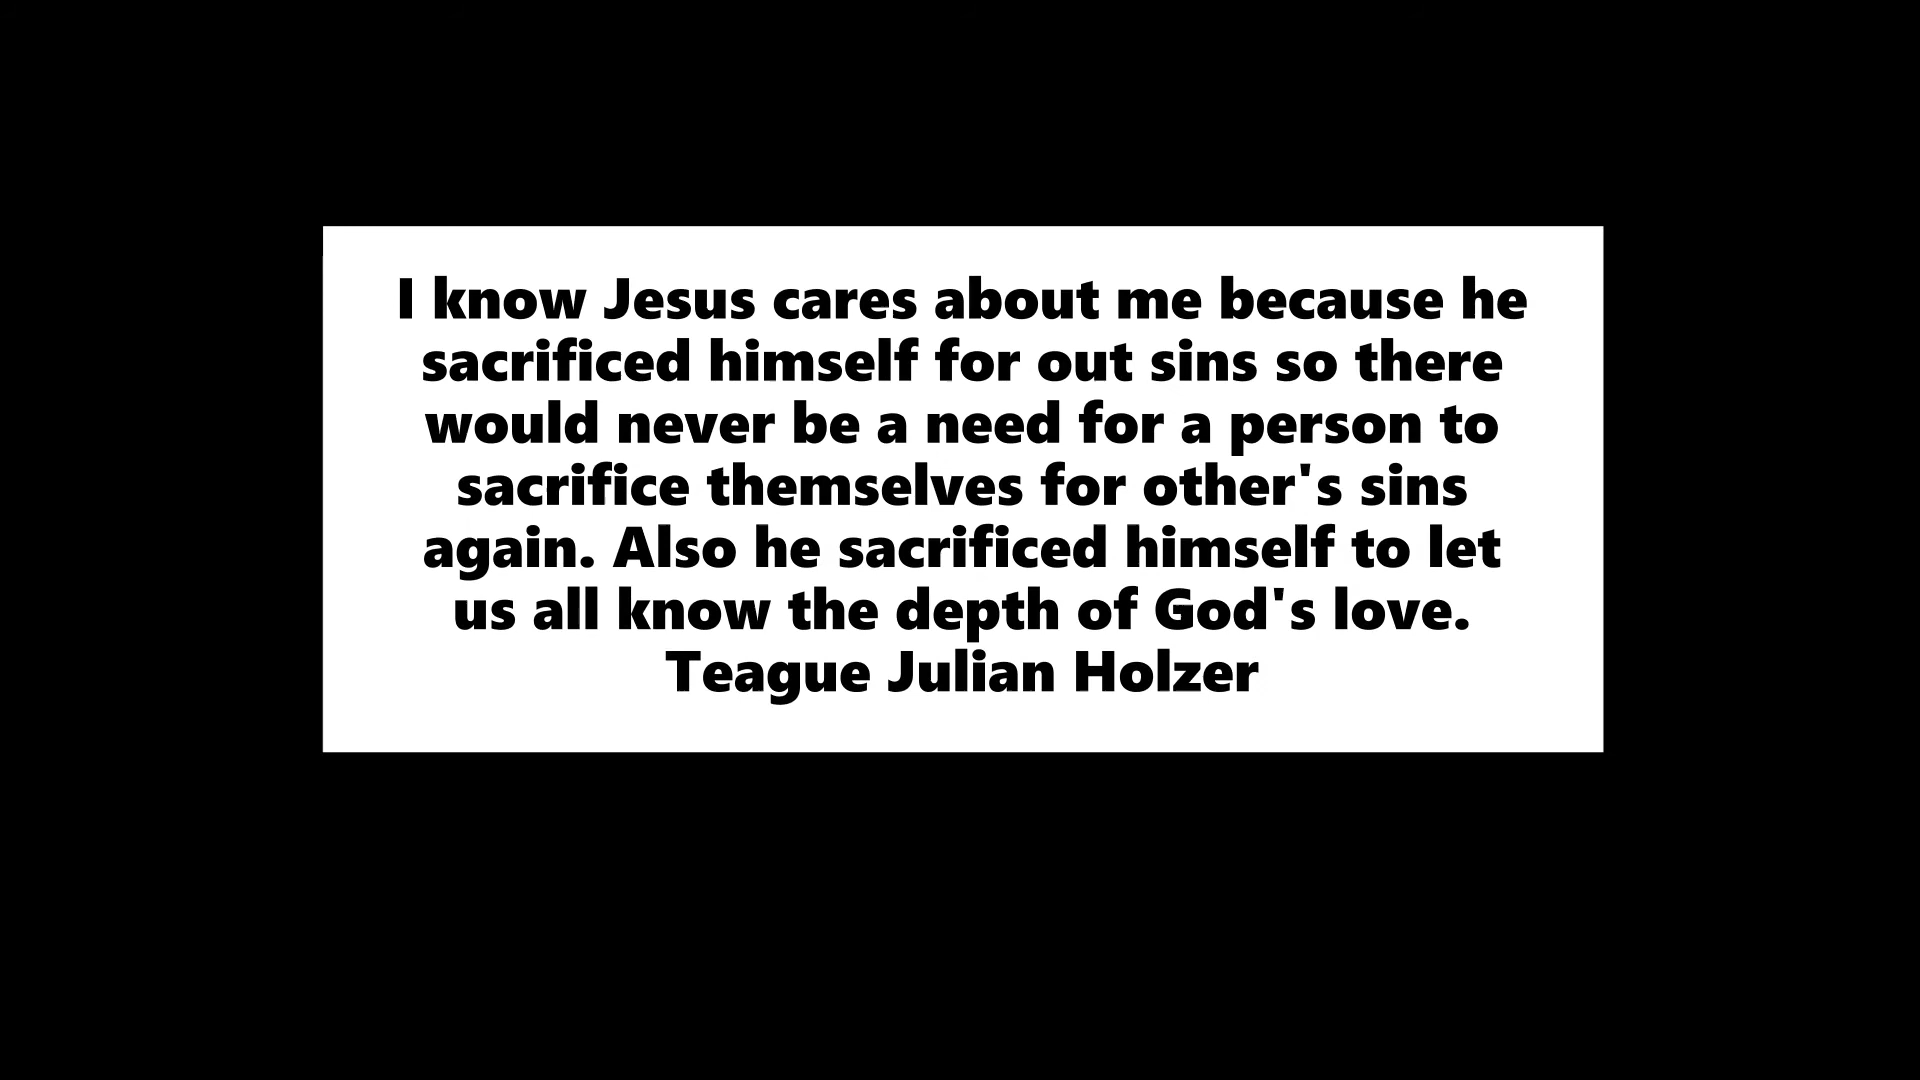 I know Jesus cares about me because he
sacrificed himself for out sins so there
would never be a need for a person to
sacrifice themselves for other's sins
again. Also he sacrificed himself to let
us all know the depth of God's love.
Teague Julian Holzer